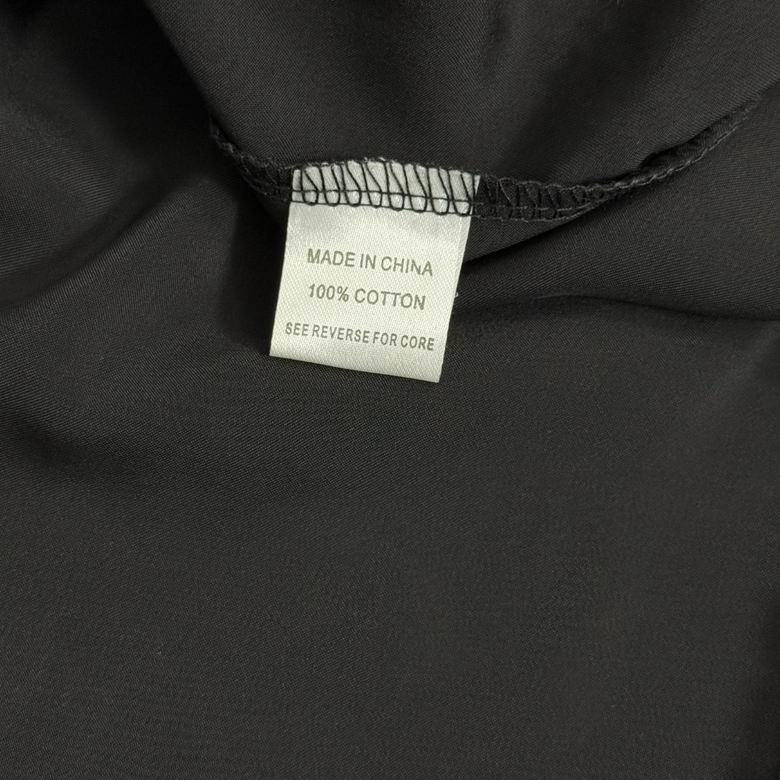 MADE IN CHINA
100% COTTON
SEE REVERSE FOR CORE